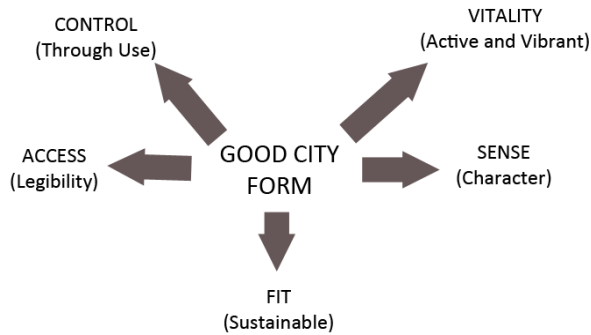 CONTROL
(Through Use)
VITALITY
(Active and Vibrant)
ACCESS
(Legibility)
GOOD CITY
FORM
SENSE
(Character)
FIT
(Sustainable)